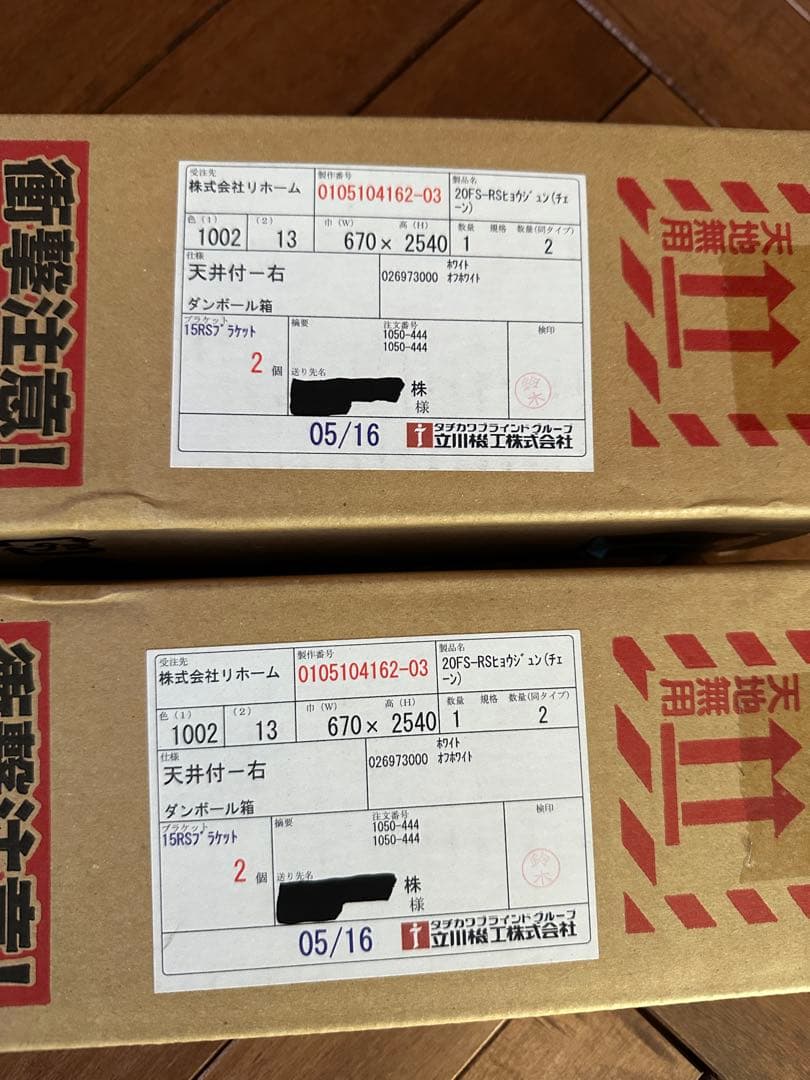 衝撃注意!
受注先
株式会社リホーム
製作番号
0105104162-03
製品名
20FS-RSヒョウジュン(チェ
ーン)
色(1)
1002
(2)
13
巾(W)
高(H)
670× 2540
数量
1
規格
数量(同タイプ)
2
仕様
天井付ー右
ダンボール箱
026973000
ホワイト
オフホワイト
ブラケット
15RSブラケット
2 個
摘要
注文番号
1050-444
1050-444
検印
鈴木
送り先名
株
様
05/16
タチカワブラインドグループ
立川機工株式会社
天地無用
衝撃注意!
受注先
株式会社リホーム
製作番号
0105104162-03
製品名
20FS-RSヒョウジュン(チェ
ーン)
色(1)
1002
(2)
13
巾(W)
高(H)
670× 2540
数量
1
規格
数量(同タイプ)
2
仕様
天井付ー右
ダンボール箱
026973000
ホワイト
オフホワイト
ブラケット
15RSブラケット
2 個
摘要
注文番号
1050-444
1050-444
検印
鈴木
送り先名
株
様
05/16
タチカワブラインドグループ
立川機工株式会社
天地無用